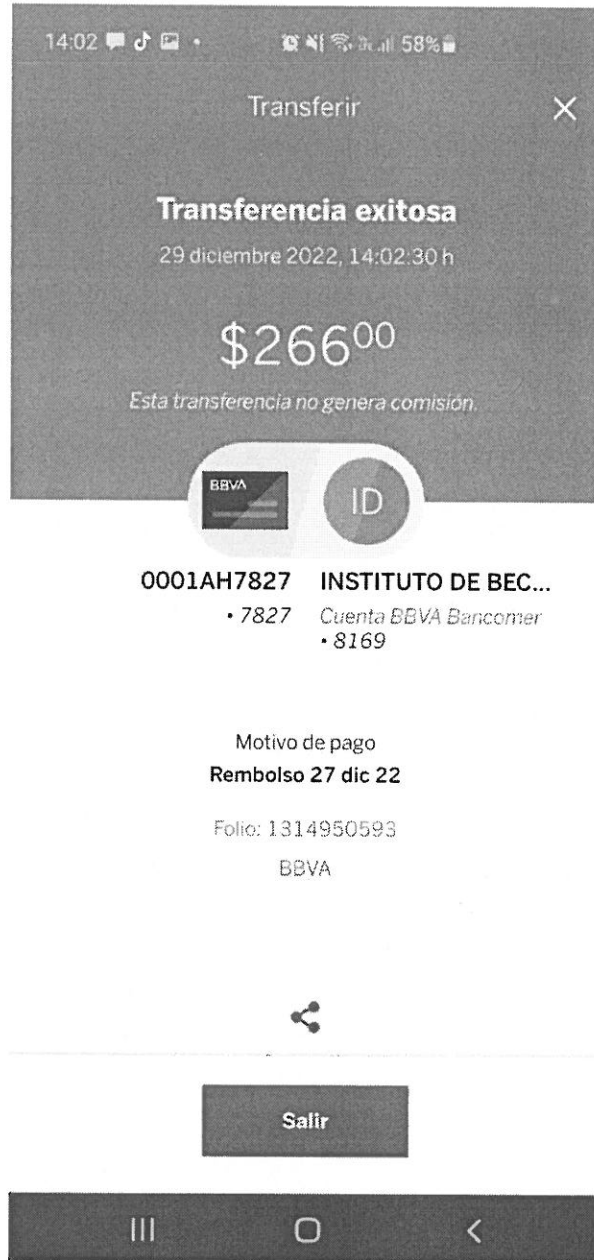 14:02 58%
Transferir
Transferencia exitosa
29 diciembre 2022, 14:02:30 h
$266⁰⁰
Esta transferencia no genera comisión.
BBVA ID
0001AH7827 INSTITUTO DE BEC...
• 7827 Cuenta BBVA Bancomer
• 8169
Motivo de pago
Rembolso 27 dic 22
Folio: 1314950593
BBVA
Salir